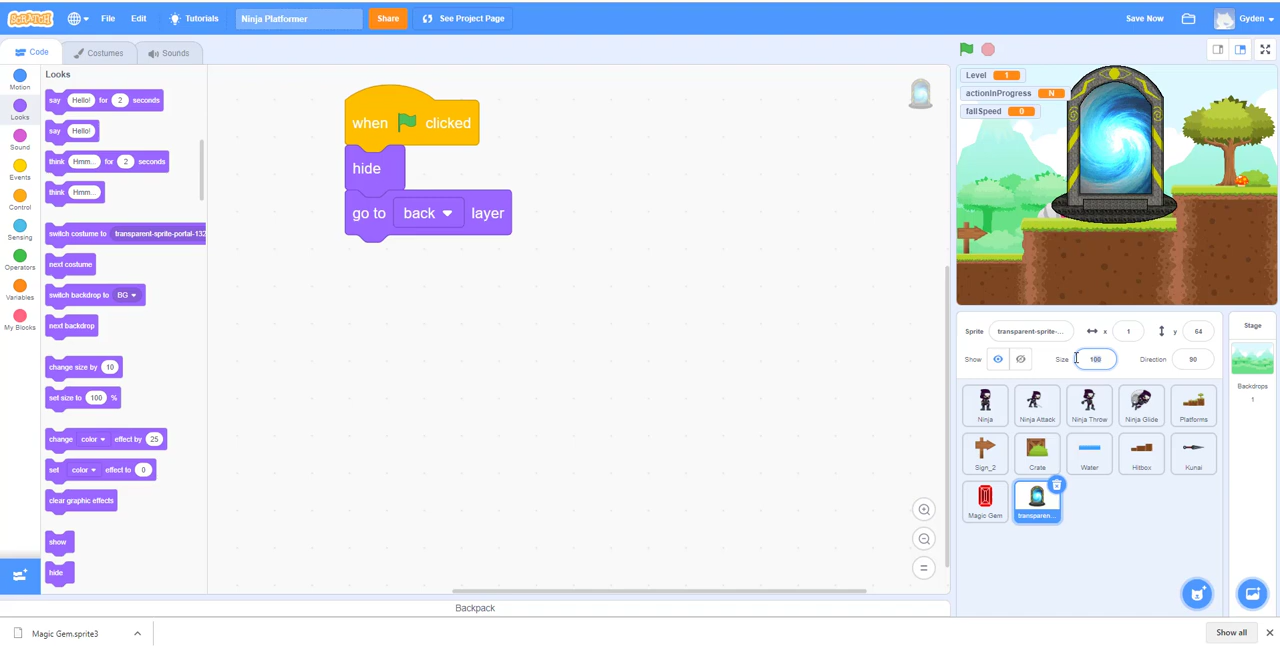 SCRATCH File Edit Tutorials Ninja Platformer Share See Project Page Save Now Gyden
Code Costumes Sounds
Motion
Looks
Sound
Events
Control
Sensing
Operators
Variables
My Blocks
Looks
say Hello! for 2 seconds
say Hello!
think Hmm... for 2 seconds
think Hmm...
switch costume to transparent-sprite-portal-132
next costume
switch backdrop to BG
next backdrop
change size by 10
set size to 100 %
change color effect by 25
set color effect to 0
clear graphic effects
show
hide
when clicked
hide
go to back layer
Level 1
actionInProgress N
fallSpeed 0
Sprite transparent-sprite-... x 1 y 64
Show Size 100 Direction 90
Ninja Ninja Attack Ninja Throw Ninja Glide Platforms
Sign_2 Crate Water Hitbox Kunai
Magic Gem transparen...
Stage
Backdrops
1
Backpack
Magic Gem.sprite3 Show all